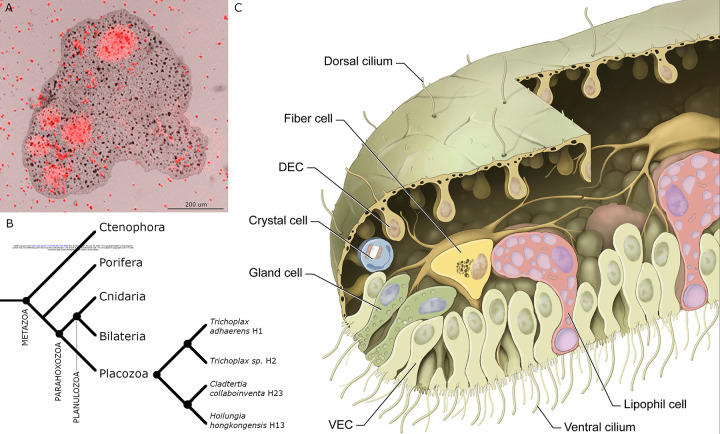 A
200 um
B
Ctenophora
Porifera
Cnidaria
Bilateria
Placozoa
METAZOA
PARAHOXOZOA
PLANULOZOA
Trichoplax
adhaerens H1
Trichoplax sp. H2
Cladtertia
collaboinventa H23
Hoilungia
hongkongensis H13
C
Dorsal cilium
Fiber cell
DEC
Crystal cell
Gland cell
VEC
Lipophil cell
Ventral cilium